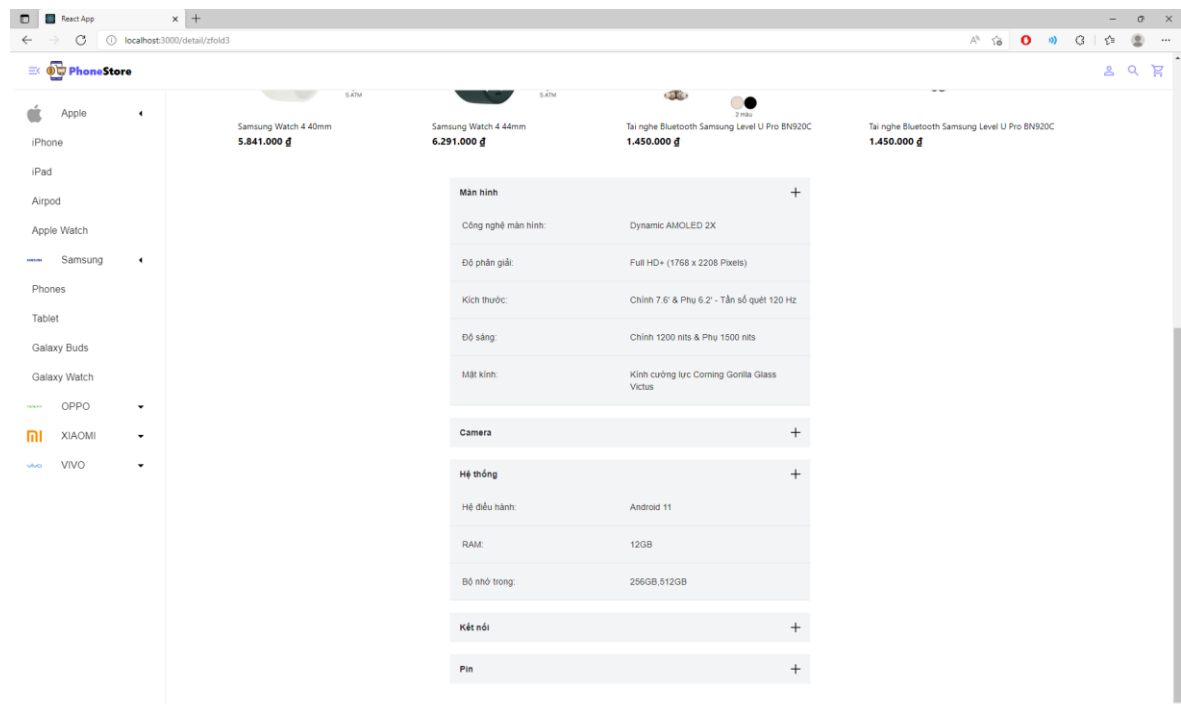 React App
localhost:3000/detail/zfold3
PhoneStore
Apple
iPhone
iPad
Airpod
Apple Watch
SAMSUNG Samsung
Phones
Tablet
Galaxy Buds
Galaxy Watch
OPPO
XIAOMI
vivo VIVO
5 ATM
5 ATM
2 màu
Samsung Watch 4 40mm
5.841.000 ₫
Samsung Watch 4 44mm
6.291.000 ₫
Tai nghe Bluetooth Samsung Level U Pro BN920C
1.450.000 ₫
Tai nghe Bluetooth Samsung Level U Pro BN920C
1.450.000 ₫
Màn hình
Công nghệ màn hình: Dynamic AMOLED 2X
Độ phân giải: Full HD+ (1768 x 2208 Pixels)
Kích thước: Chính 7.6' & Phụ 6.2' - Tần số quét 120 Hz
Độ sáng: Chính 1200 nits & Phụ 1500 nits
Mặt kính: Kính cường lực Corning Gorilla Glass
Victus
Camera
Hệ thống
Hệ điều hành: Android 11
RAM: 12GB
Bộ nhớ trong: 256GB,512GB
Kết nối
Pin